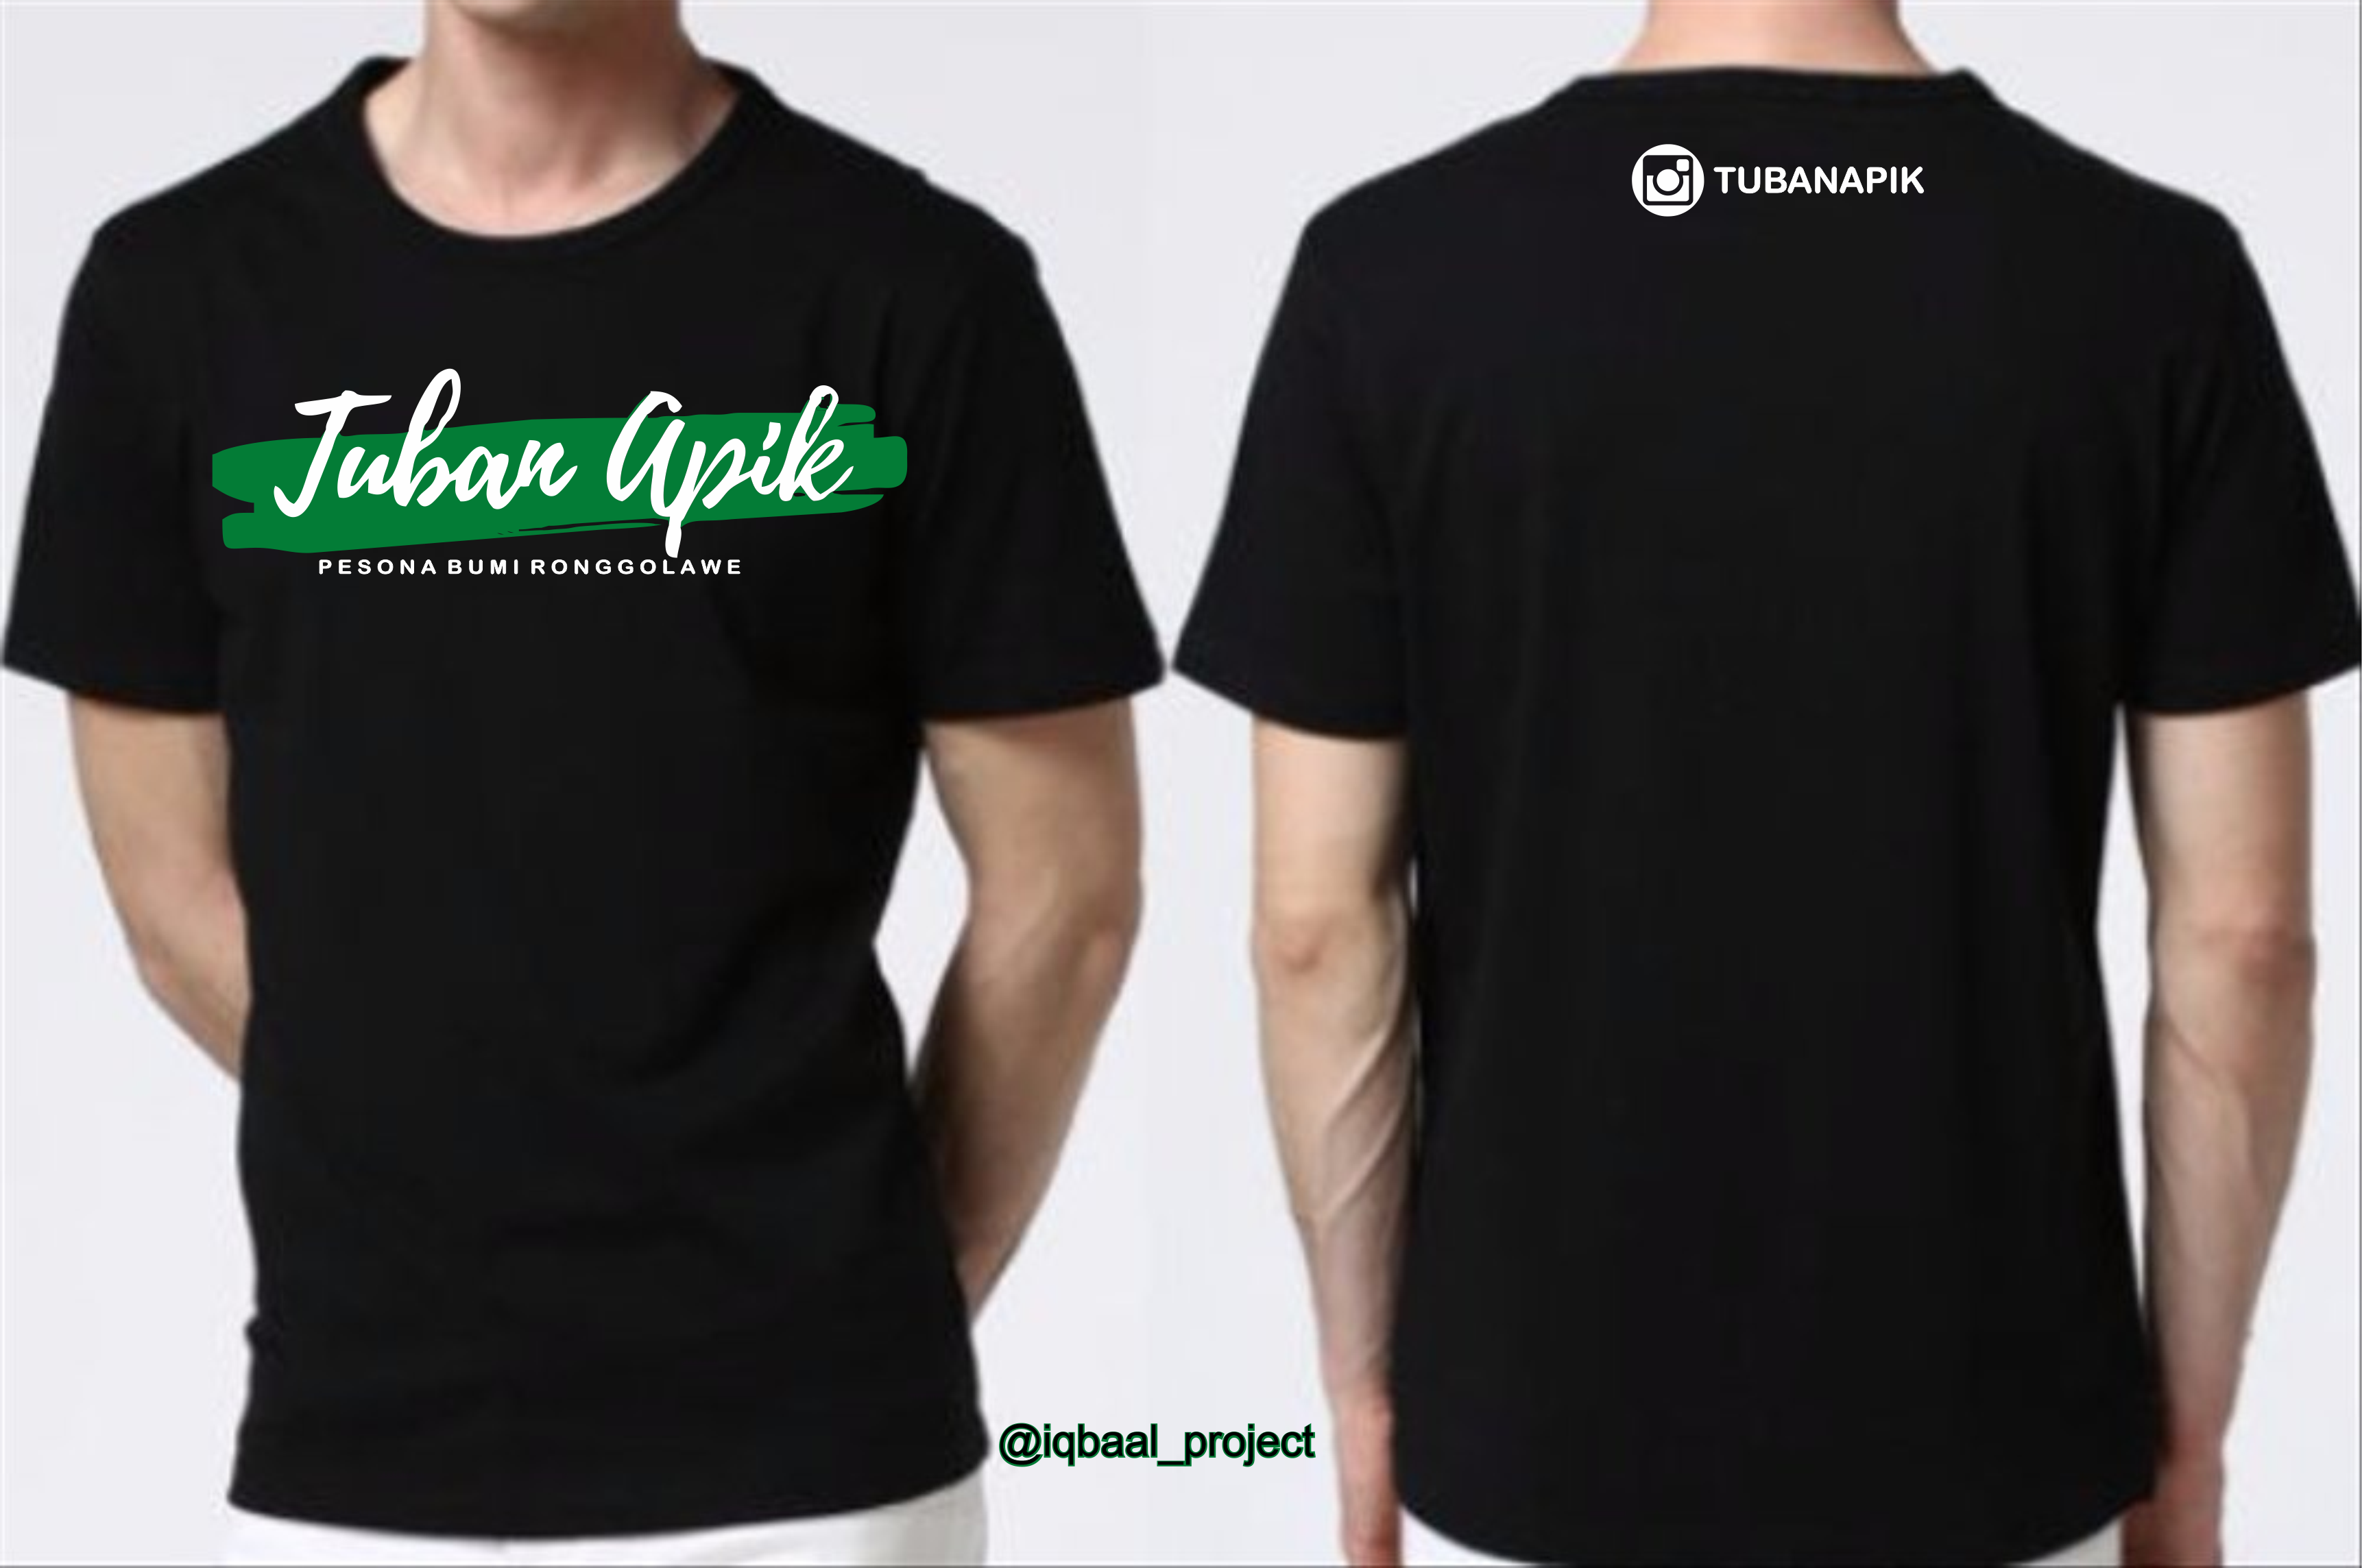 Tuban Apik
PESONA BUMI RONGGOLAWE
TUBANAPIK
@iqbaal_project